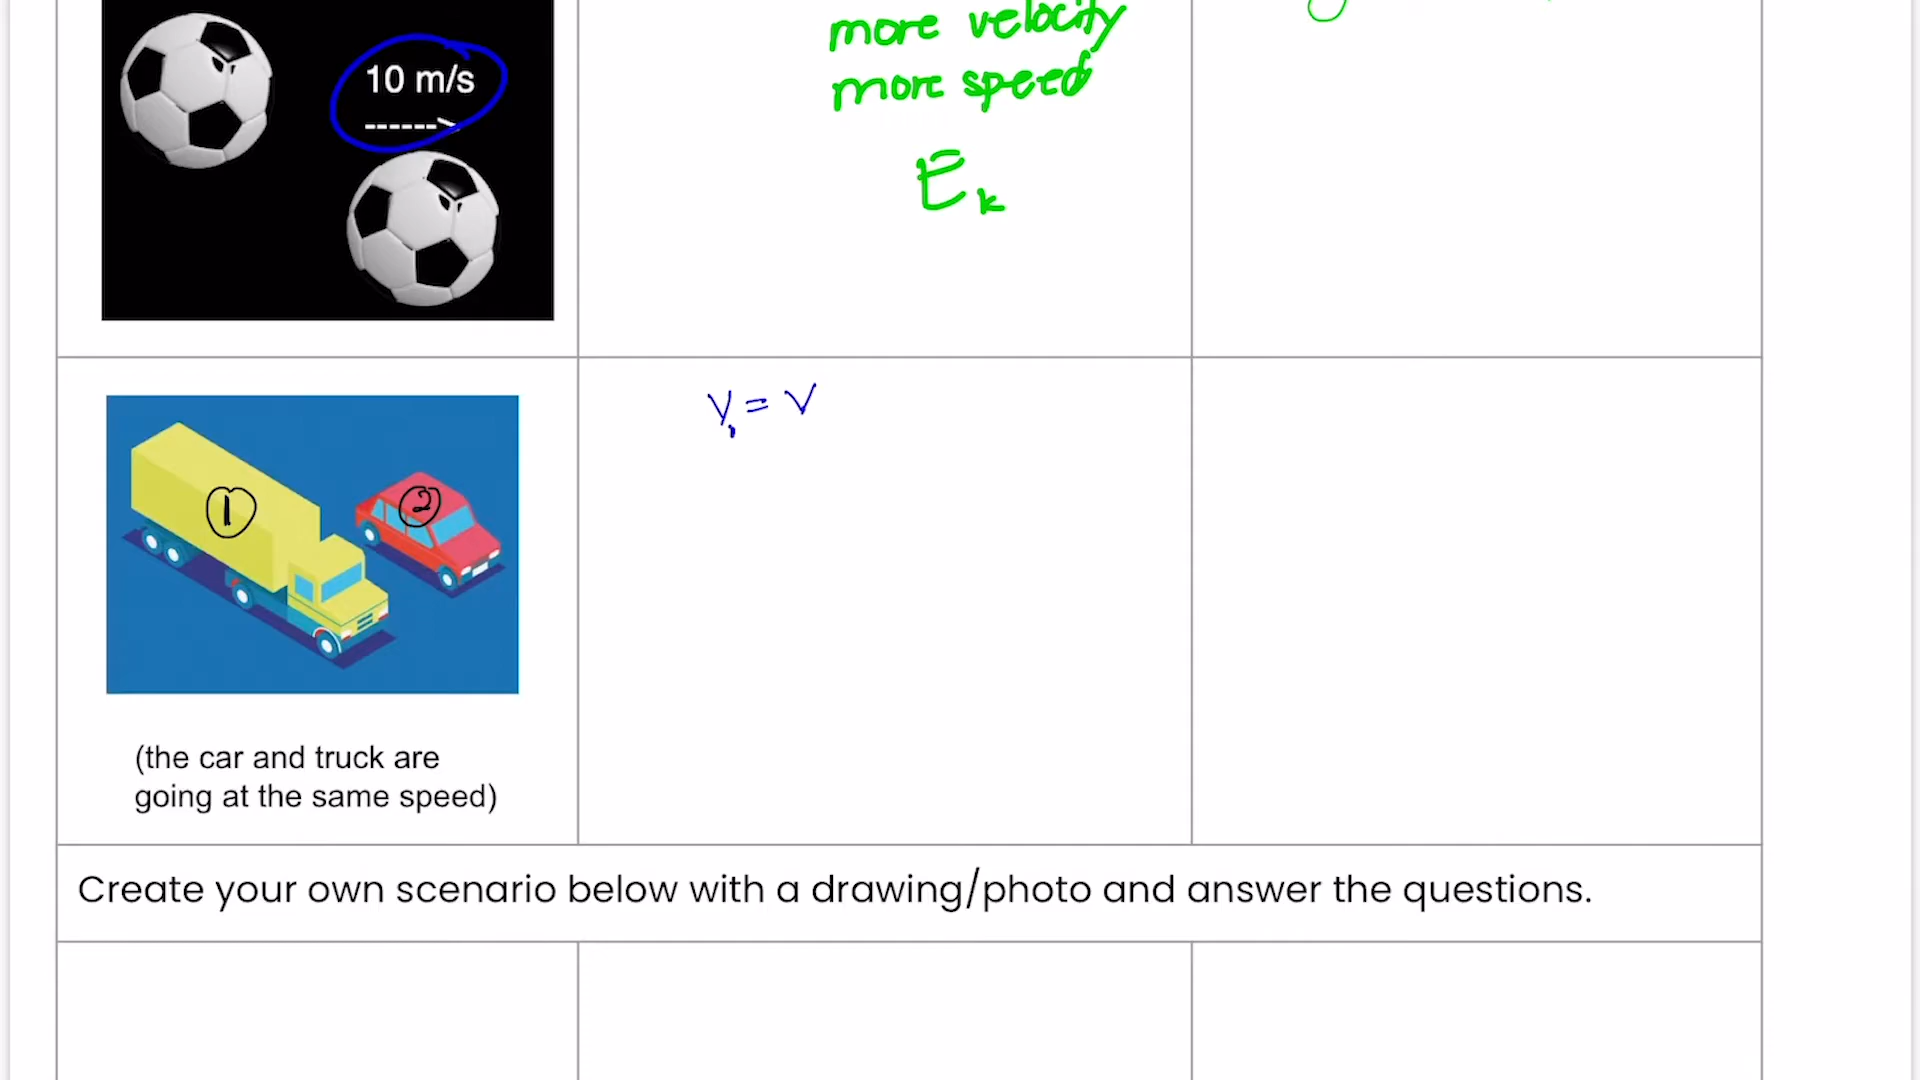 more velocity
10 m/s
more speed
------>
Ek
V1 = V
1
2
(the car and truck are
going at the same speed)
Create your own scenario below with a drawing/photo and answer the questions.